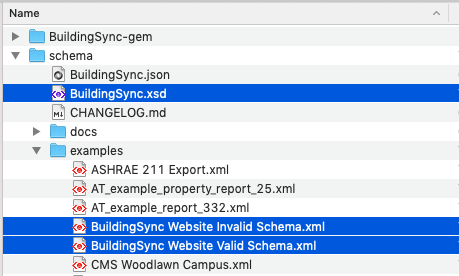 Name
BuildingSync-gem
schema
BuildingSync.json
BuildingSync.xsd
CHANGELOG.md
docs
examples
ASHRAE 211 Export.xml
AT_example_property_report_25.xml
AT_example_report_332.xml
BuildingSync Website Invalid Schema.xml
BuildingSync Website Valid Schema.xml
CMS Woodlawn Campus.xml